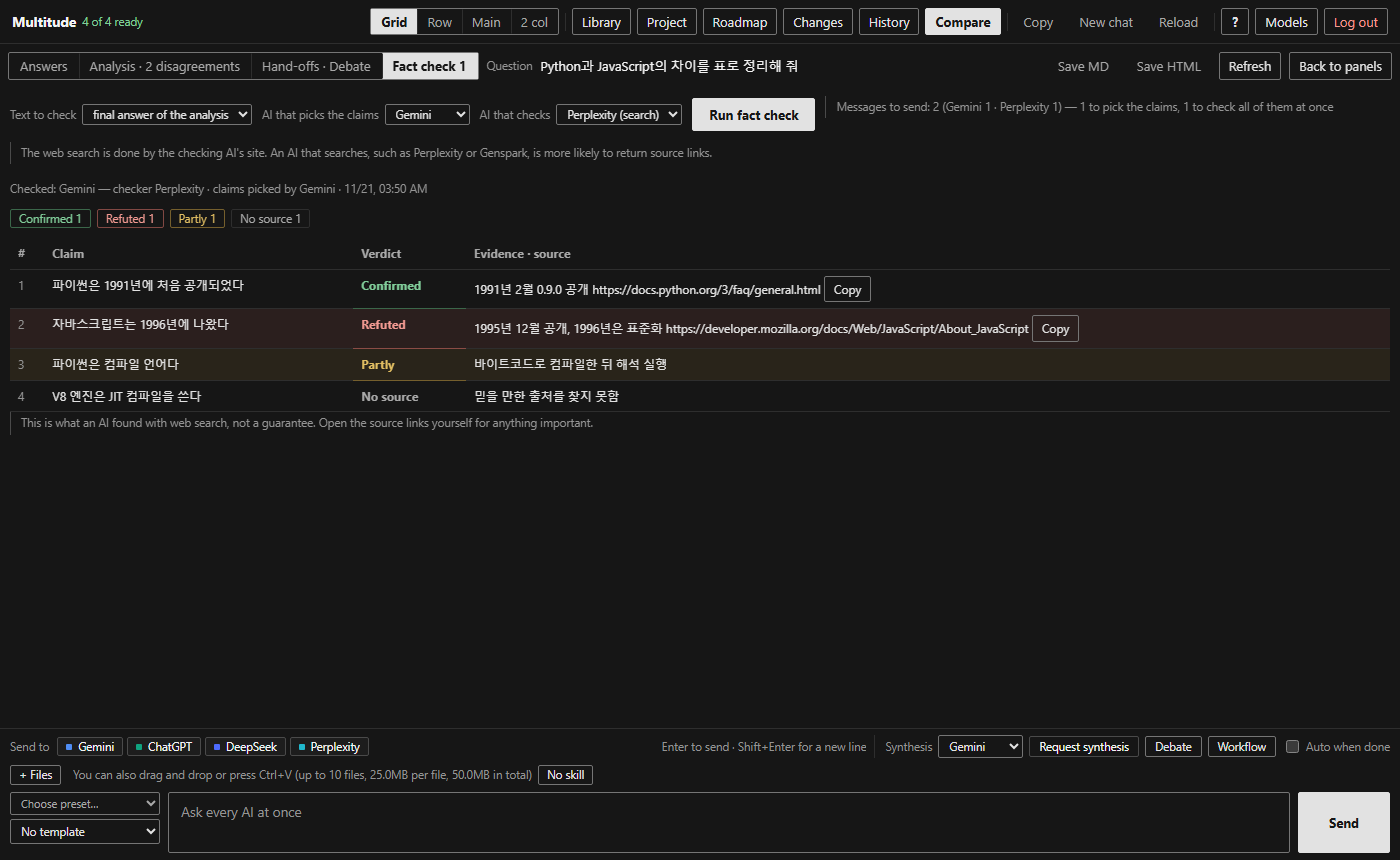 Multitude 4 of 4 ready Grid Row Main 2 col Library Project Roadmap Changes History Compare Copy New chat Reload ? Models Log out
Answers Analysis · 2 disagreements Hand-offs · Debate Fact check 1 Question Python과 JavaScript의 차이를 표로 정리해 줘 Save MD Save HTML Refresh Back to panels
Text to check final answer of the analysis AI that picks the claims Gemini AI that checks Perplexity (search) Run fact check Messages to send: 2 (Gemini 1 · Perplexity 1) — 1 to pick the claims, 1 to check all of them at once
The web search is done by the checking AI's site. An AI that searches, such as Perplexity or Genspark, is more likely to return source links.
Checked: Gemini — checker Perplexity · claims picked by Gemini · 11/21, 03:50 AM
Confirmed 1 Refuted 1 Partly 1 No source 1
# Claim Verdict Evidence · source
1 파이썬은 1991년에 처음 공개되었다 Confirmed 1991년 2월 0.9.0 공개 https://docs.python.org/3/faq/general.html Copy
2 자바스크립트는 1996년에 나왔다 Refuted 1995년 12월 공개, 1996년은 표준화 https://developer.mozilla.org/docs/Web/JavaScript/About_JavaScript Copy
3 파이썬은 컴파일 언어다 Partly 바이트코드로 컴파일한 뒤 해석 실행
4 V8 엔진은 JIT 컴파일을 쓴다 No source 믿을 만한 출처를 찾지 못함
This is what an AI found with web search, not a guarantee. Open the source links yourself for anything important.
Send to Gemini ChatGPT DeepSeek Perplexity Enter to send · Shift+Enter for a new line Synthesis Gemini Request synthesis Debate Workflow Auto when done
+ Files You can also drag and drop or press Ctrl+V (up to 10 files, 25.0MB per file, 50.0MB in total) No skill
Choose preset... Ask every AI at once
No template Send